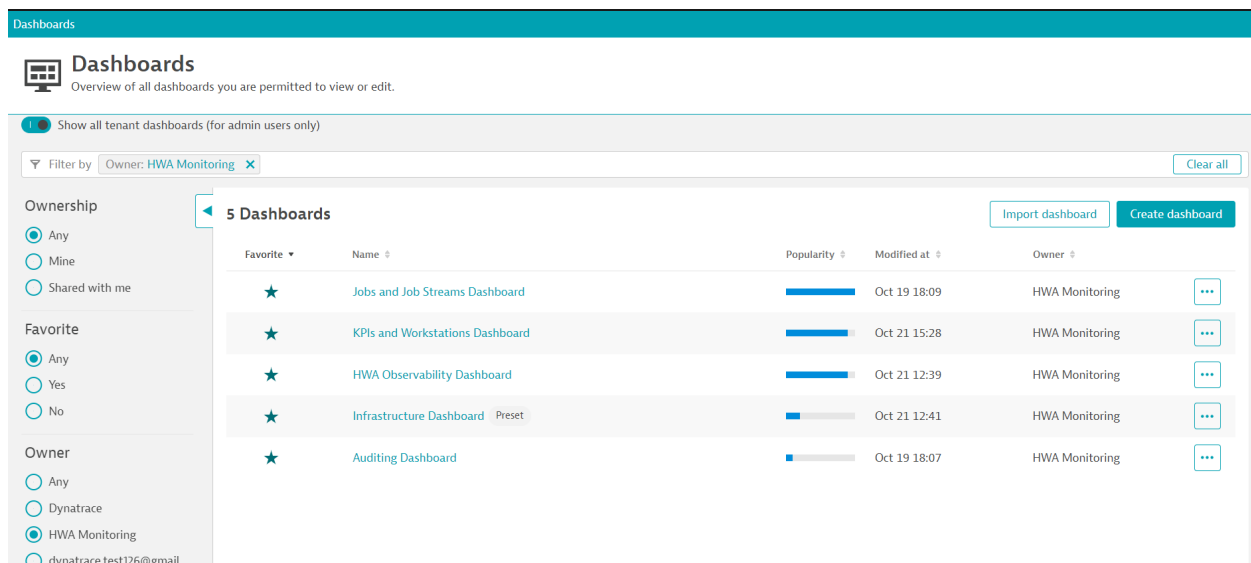 Dashboards
Dashboards
Overview of all dashboards you are permitted to view or edit.
Show all tenant dashboards (for admin users only)
Filter by Owner: HWA Monitoring Clear all
Ownership
Any
Mine
Shared with me
Favorite
Any
Yes
No
Owner
Any
Dynatrace
HWA Monitoring
dynatrace.test126@gmail
5 Dashboards Import dashboard Create dashboard
Favorite Name Popularity Modified at Owner
Jobs and Job Streams Dashboard Oct 19 18:09 HWA Monitoring
KPIs and Workstations Dashboard Oct 21 15:28 HWA Monitoring
HWA Observability Dashboard Oct 21 12:39 HWA Monitoring
Infrastructure Dashboard Preset Oct 21 12:41 HWA Monitoring
Auditing Dashboard Oct 19 18:07 HWA Monitoring